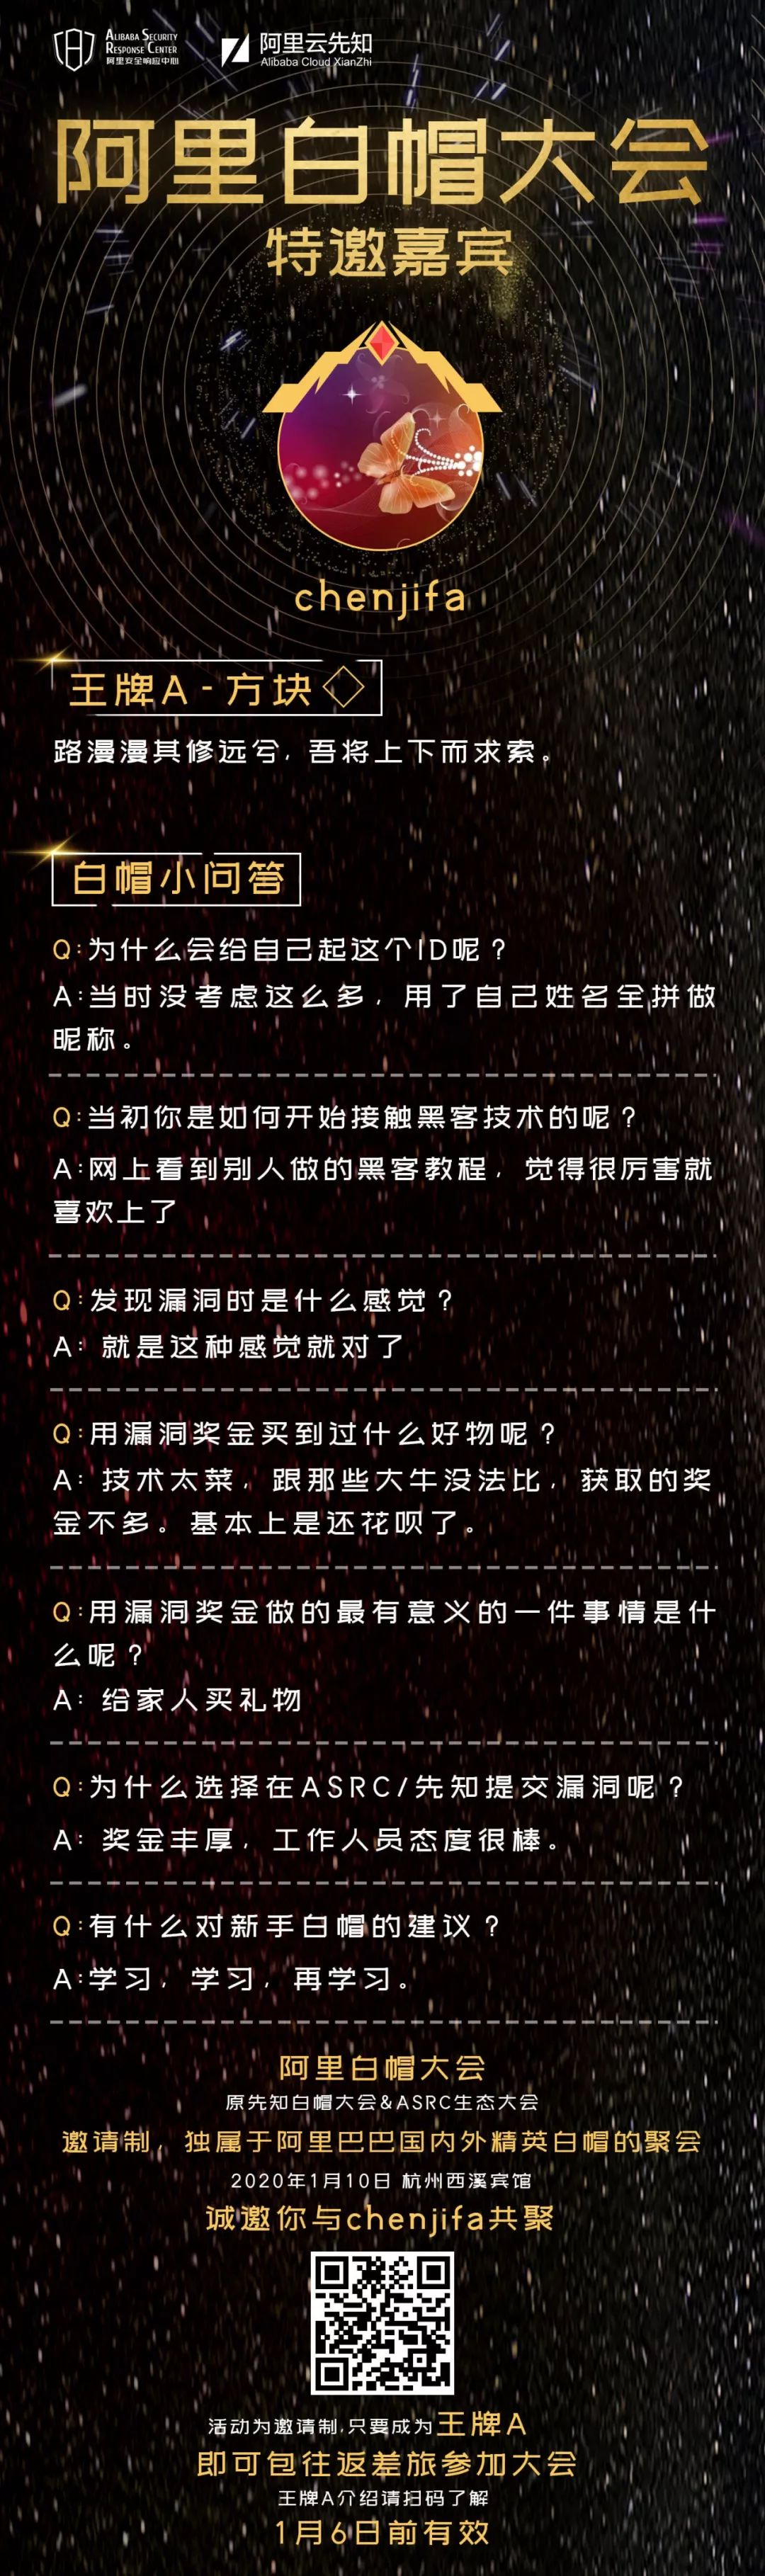 ALIBABA SECURITY
RESPONSE CENTER
阿里安全响应中心
阿里云先知
Alibaba Cloud XianZhi
阿里白帽大会
特邀嘉宾
chenjifa
王牌A-方块
路漫漫其修远兮，吾将上下而求索。
白帽小问答
Q:为什么会给自己起这个ID呢？
A:当时没考虑这么多，用了自己姓名全拼做
昵称。
Q:当初你是如何开始接触黑客技术的呢？
A:网上看到别人做的黑客教程，觉得很厉害就
喜欢上了
Q:发现漏洞时是什么感觉？
A: 就是这种感觉就对了
Q:用漏洞奖金买到过什么好物呢？
A: 技术太菜，跟那些大牛没法比，获取的奖
金不多。基本上是还花呗了。
Q:用漏洞奖金做的最有意义的一件事情是什
么呢？
A: 给家人买礼物
Q:为什么选择在ASRC/先知提交漏洞呢？
A: 奖金丰厚，工作人员态度很棒。
Q:有什么对新手白帽的建议？
A:学习，学习，再学习。
阿里白帽大会
原先知白帽大会&ASRC生态大会
邀请制，独属于阿里巴巴国内外精英白帽的聚会
2020年1月10日 杭州西溪宾馆
诚邀你与chenjifa共聚
活动为邀请制,只要成为王牌A
即可包往返差旅参加大会
王牌A介绍请扫码了解
1月6日前有效